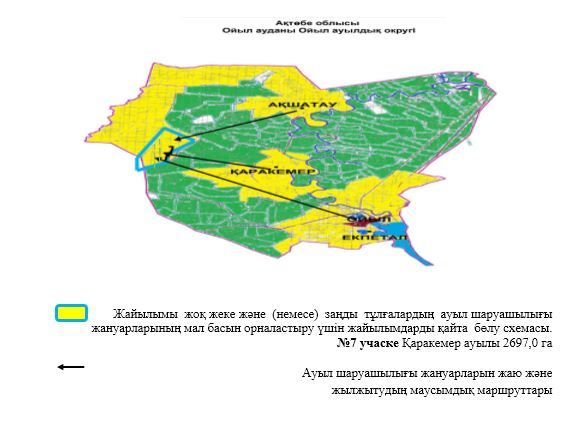 Ақтөбе облысы
Ойыл ауданы Ойыл ауылдық округі
АҚШАТАУ
ҚАРАКЕМЕР
ОЙЫЛ
ЕКПЕТАЛ
Жайылымы жоқ жеке және (немесе) заңды тұлғалардың ауыл шаруашылығы
жануарларының мал басын орналастыру үшін жайылымдарды қайта бөлу схемасы.
№7 учаске Қаракемер ауылы 2697,0 га
Ауыл шаруашылығы жануарларын жаю және
жылжытудың маусымдық маршруттары